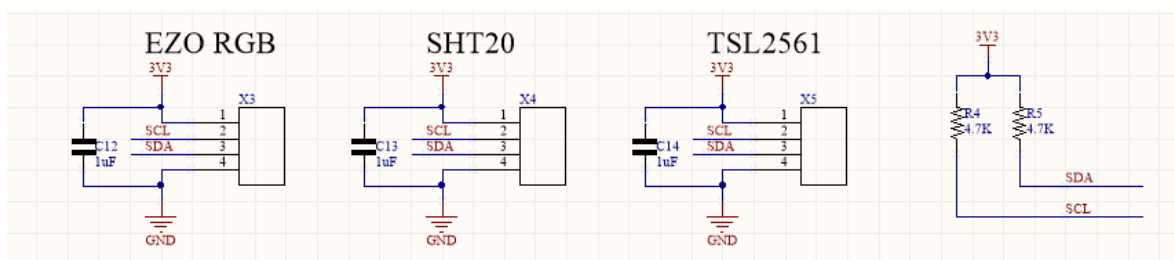 EZO RGB
3V3
X3
1
SCL 2
SDA 3
4
C12
1uF
GND
SHT20
3V3
X4
1
SCL 2
SDA 3
4
C13
1uF
GND
TSL2561
3V3
X5
1
SCL 2
SDA 3
4
C14
1uF
GND
3V3
R4 R5
4.7K 4.7K
SDA
SCL